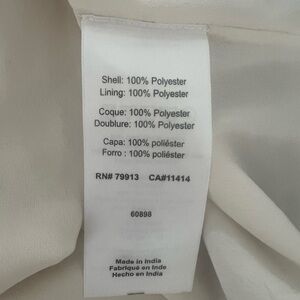 Shell: 100% Polyester
Lining: 100% Polyester
Coque: 100% Polyester
Doublure: 100% Polyester
Capa: 100% poliéster
Forro : 100% poliéster
RN# 79913 CA#11414
60898
Made in India
Fabriqué en Inde
Hecho en India